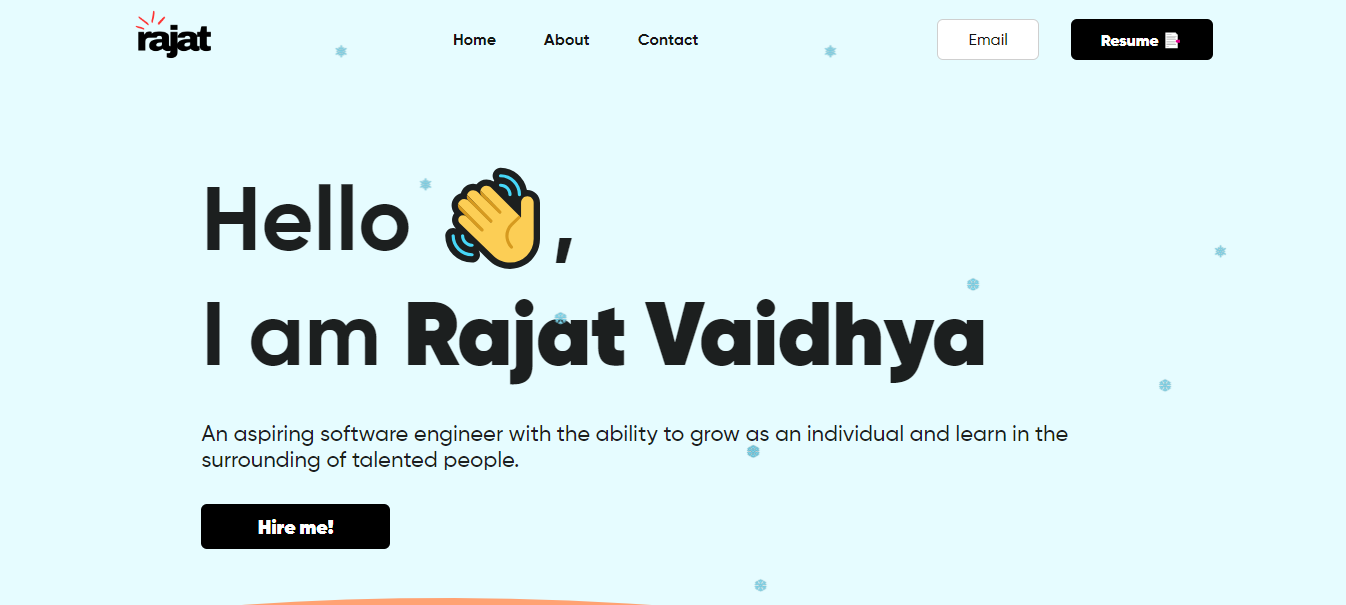 rajat
Home
About
Contact
Email
Resume
Hello 👋,
I am Rajat Vaidhya
An aspiring software engineer with the ability to grow as an individual and learn in the
surrounding of talented people.
Hire me!